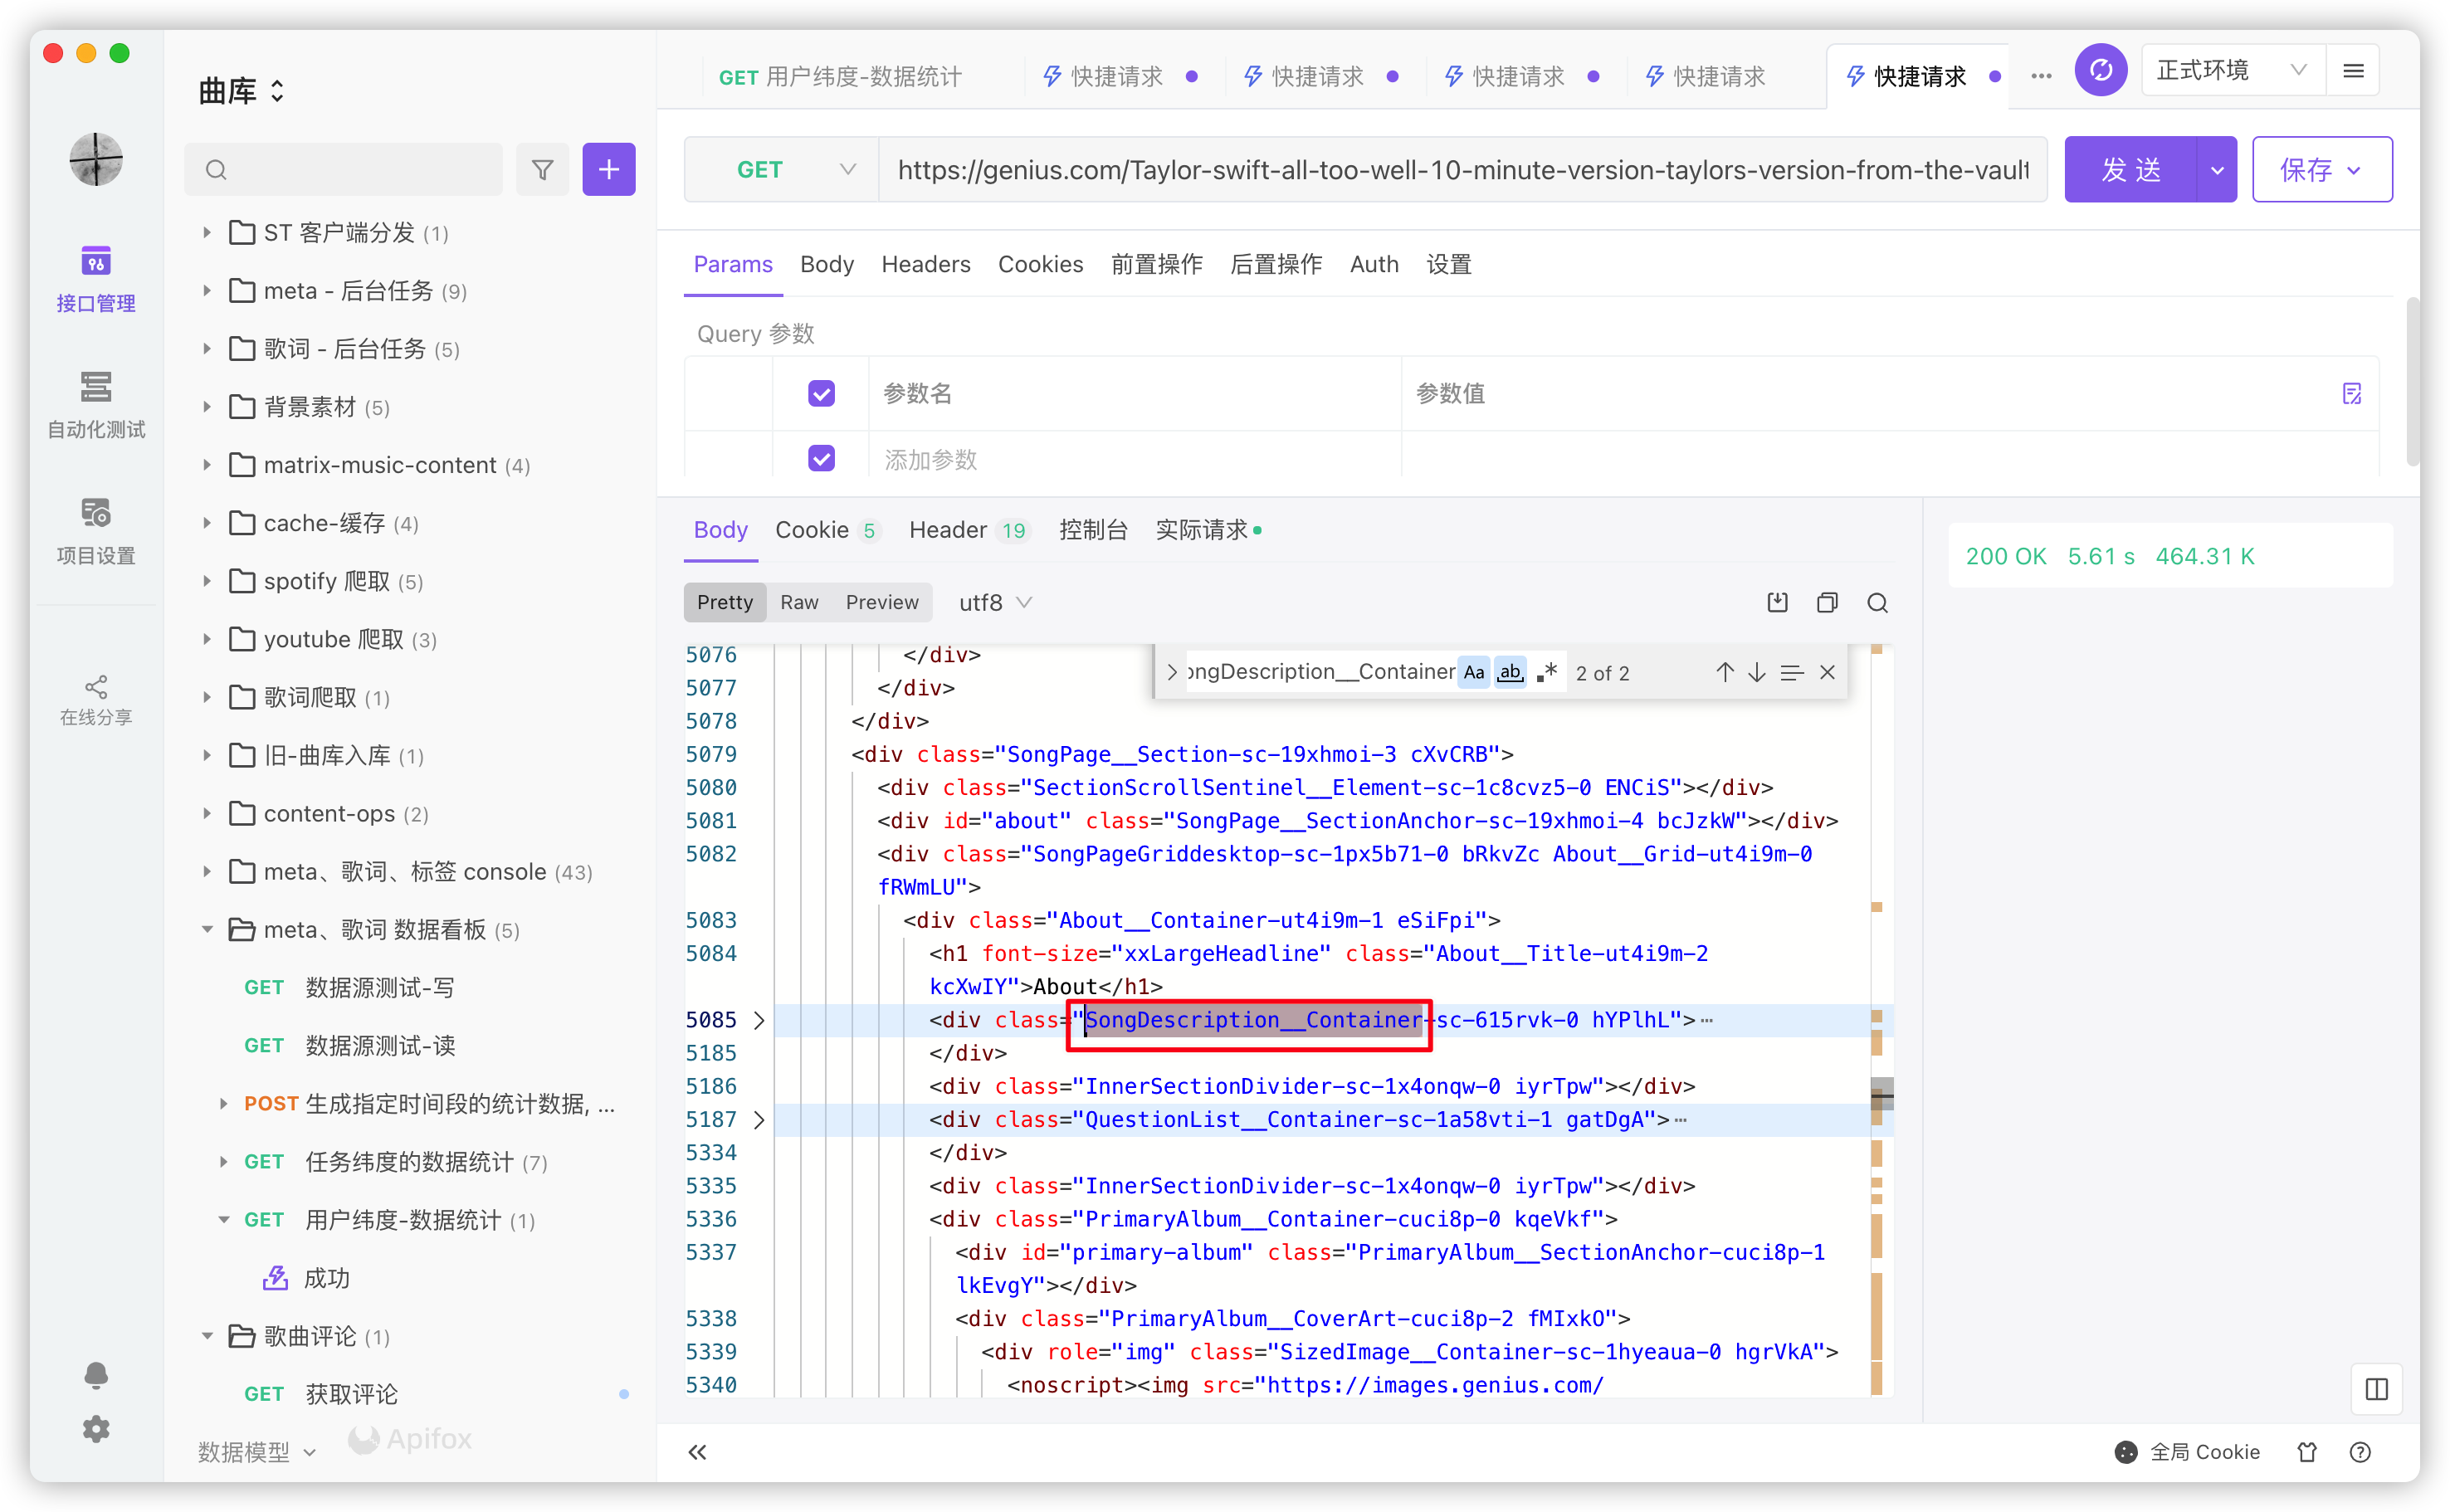 曲库
接口管理
自动化测试
项目设置
在线分享
ST 客户端分发 (1)
meta - 后台任务 (9)
歌词 - 后台任务 (5)
背景素材 (5)
matrix-music-content (4)
cache-缓存 (4)
spotify 爬取 (5)
youtube 爬取 (3)
歌词爬取 (1)
旧-曲库入库 (1)
content-ops (2)
meta、歌词、标签 console (43)
meta、歌词 数据看板 (5)
GET 数据源测试-写
GET 数据源测试-读
POST 生成指定时间段的统计数据, ...
GET 任务纬度的数据统计 (7)
GET 用户纬度-数据统计 (1)
成功
歌曲评论 (1)
GET 获取评论
数据模型
Apifox
GET 用户纬度-数据统计
快捷请求
快捷请求
快捷请求
快捷请求
快捷请求
正式环境
GET
https://genius.com/Taylor-swift-all-too-well-10-minute-version-taylors-version-from-the-vault
发 送
保存
Params Body Headers Cookies 前置操作 后置操作 Auth 设置
Query 参数
参数名 参数值
添加参数
Body Cookie 5 Header 19 控制台 实际请求
200 OK 5.61 s 464.31 K
Pretty Raw Preview utf8
ongDescription__Container Aa ab .* 2 of 2
5076 </div>
5077 </div>
5078 </div>
5079 <div class="SongPage__Section-sc-19xhmoi-3 cXvCRB">
5080 <div class="SectionScrollSentinel__Element-sc-1c8cvz5-0 ENCiS"></div>
5081 <div id="about" class="SongPage__SectionAnchor-sc-19xhmoi-4 bcJzkW"></div>
5082 <div class="SongPageGriddesktop-sc-1px5b71-0 bRkvZc About__Grid-ut4i9m-0
fRWmLU">
5083 <div class="About__Container-ut4i9m-1 eSiFpi">
5084 <h1 font-size="xxLargeHeadline" class="About__Title-ut4i9m-2
kcXwIY">About</h1>
5085 <div class="SongDescription__Container-sc-615rvk-0 hYPlhL">⋯
5185 </div>
5186 <div class="InnerSectionDivider-sc-1x4onqw-0 iyrTpw"></div>
5187 <div class="QuestionList__Container-sc-1a58vti-1 gatDgA">⋯
5334 </div>
5335 <div class="InnerSectionDivider-sc-1x4onqw-0 iyrTpw"></div>
5336 <div class="PrimaryAlbum__Container-cuci8p-0 kqeVkf">
5337 <div id="primary-album" class="PrimaryAlbum__SectionAnchor-cuci8p-1
lkEvgY"></div>
5338 <div class="PrimaryAlbum__CoverArt-cuci8p-2 fMIxkO">
5339 <div role="img" class="SizedImage__Container-sc-1hyeaua-0 hgrVkA">
5340 <noscript><img src="https://images.genius.com/
全局 Cookie